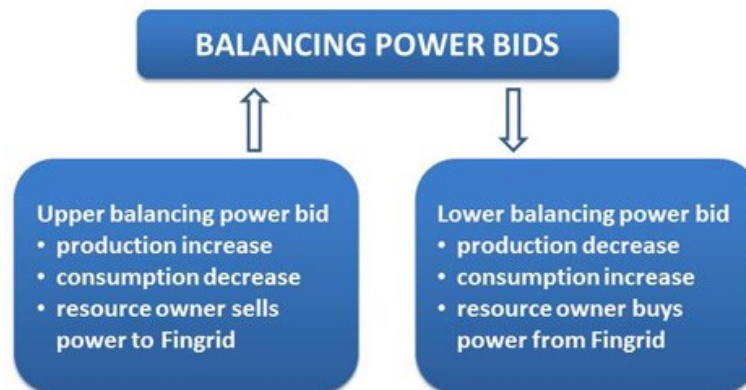 BALANCING POWER BIDS
Upper balancing power bid
• production increase
• consumption decrease
• resource owner sells
power to Fingrid
Lower balancing power bid
• production decrease
• consumption increase
• resource owner buys
power from Fingrid